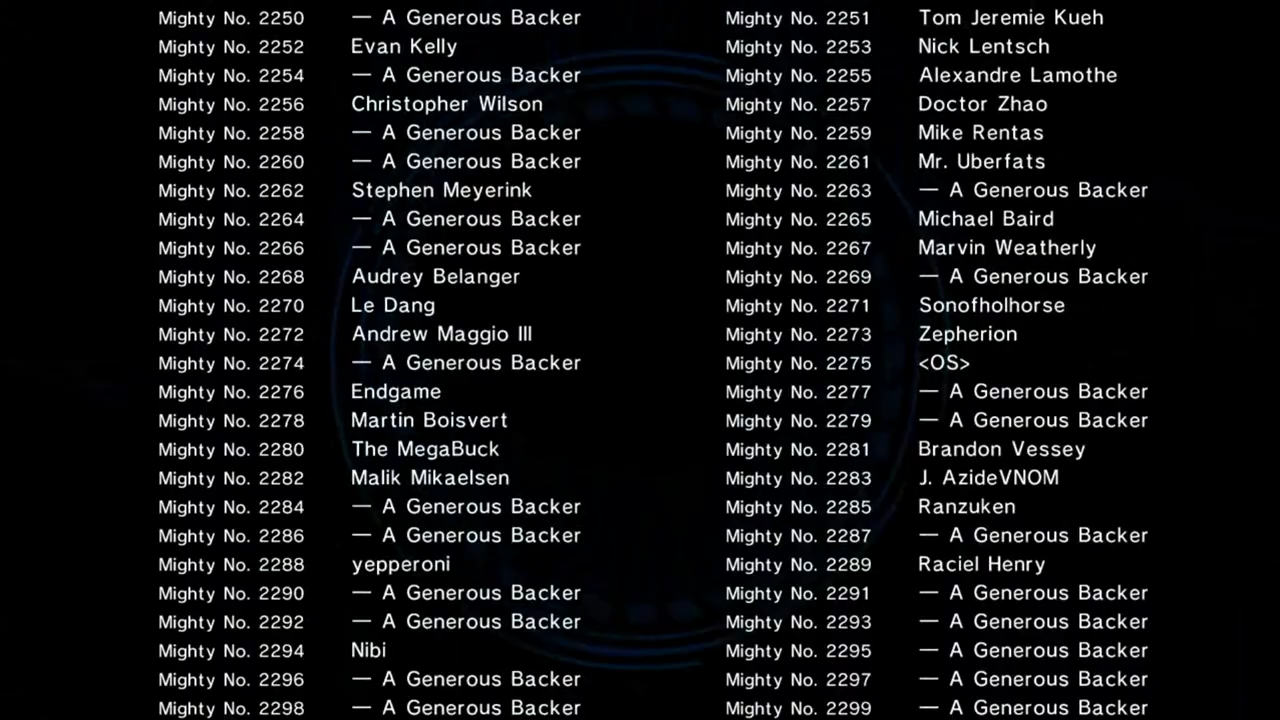 Mighty No. 2250 — A Generous Backer Mighty No. 2251 Tom Jeremie Kueh
Mighty No. 2252 Evan Kelly Mighty No. 2253 Nick Lentsch
Mighty No. 2254 — A Generous Backer Mighty No. 2255 Alexandre Lamothe
Mighty No. 2256 Christopher Wilson Mighty No. 2257 Doctor Zhao
Mighty No. 2258 — A Generous Backer Mighty No. 2259 Mike Rentas
Mighty No. 2260 — A Generous Backer Mighty No. 2261 Mr. Uberfats
Mighty No. 2262 Stephen Meyerink Mighty No. 2263 — A Generous Backer
Mighty No. 2264 — A Generous Backer Mighty No. 2265 Michael Baird
Mighty No. 2266 — A Generous Backer Mighty No. 2267 Marvin Weatherly
Mighty No. 2268 Audrey Belanger Mighty No. 2269 — A Generous Backer
Mighty No. 2270 Le Dang Mighty No. 2271 Sonofholhorse
Mighty No. 2272 Andrew Maggio III Mighty No. 2273 Zepherion
Mighty No. 2274 — A Generous Backer Mighty No. 2275 <OS>
Mighty No. 2276 Endgame Mighty No. 2277 — A Generous Backer
Mighty No. 2278 Martin Boisvert Mighty No. 2279 — A Generous Backer
Mighty No. 2280 The MegaBuck Mighty No. 2281 Brandon Vessey
Mighty No. 2282 Malik Mikaelsen Mighty No. 2283 J. AzideVNOM
Mighty No. 2284 — A Generous Backer Mighty No. 2285 Ranzuken
Mighty No. 2286 — A Generous Backer Mighty No. 2287 — A Generous Backer
Mighty No. 2288 yepperoni Mighty No. 2289 Raciel Henry
Mighty No. 2290 — A Generous Backer Mighty No. 2291 — A Generous Backer
Mighty No. 2292 — A Generous Backer Mighty No. 2293 — A Generous Backer
Mighty No. 2294 Nibi Mighty No. 2295 — A Generous Backer
Mighty No. 2296 — A Generous Backer Mighty No. 2297 — A Generous Backer
Mighty No. 2298 — A Generous Backer Mighty No. 2299 — A Generous Backer